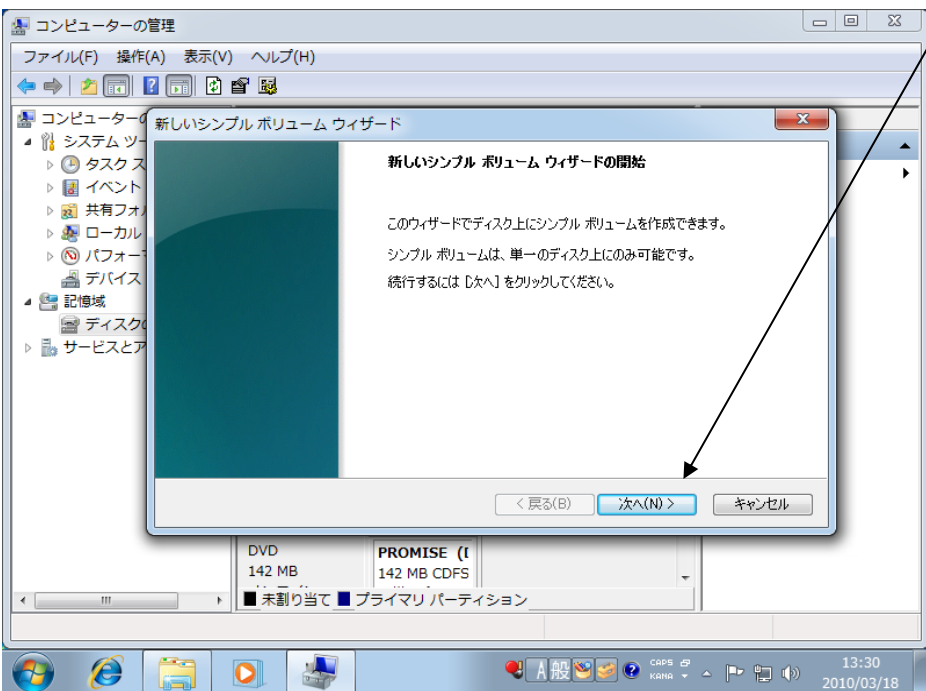 コンピューターの管理
ファイル(F) 操作(A) 表示(V) ヘルプ(H)
コンピューターの
システム ツー
タスク ス
イベント
共有フォル
ローカル
パフォーマ
デバイス
記憶域
ディスクの
サービスとア
新しいシンプル ボリューム ウィザード
新しいシンプル ボリューム ウィザードの開始
このウィザードでディスク上にシンプル ボリュームを作成できます。
シンプル ボリュームは、単一のディスク上にのみ可能です。
続行するには [次へ] をクリックしてください。
< 戻る(B) 次へ(N) > キャンセル
DVD
142 MB
PROMISE (I
142 MB CDFS
未割り当て プライマリ パーティション
A 般 CAPS
KANA
13:30
2010/03/18